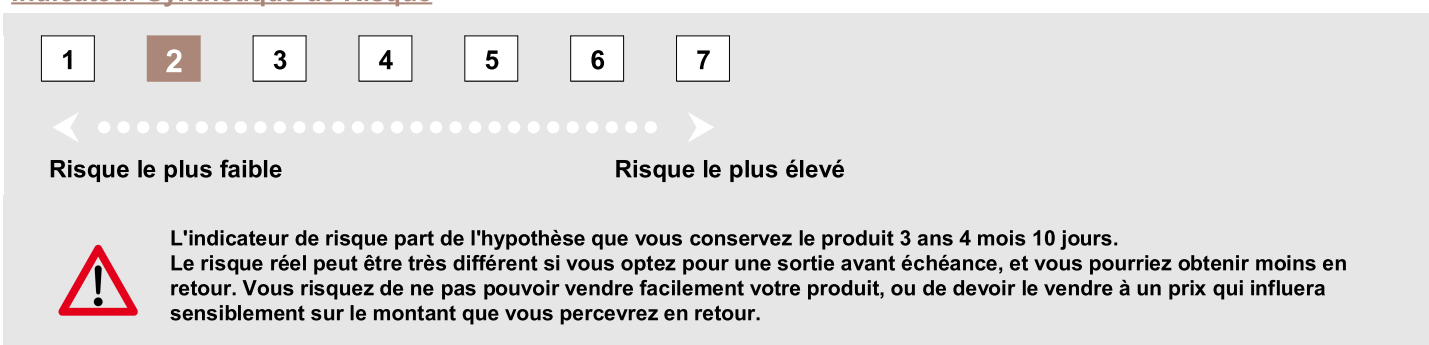 Indicateur Synthétique de Risque
1 2 3 4 5 6 7
Risque le plus faible Risque le plus élevé
L'indicateur de risque part de l'hypothèse que vous conservez le produit 3 ans 4 mois 10 jours.
Le risque réel peut être très différent si vous optez pour une sortie avant échéance, et vous pourriez obtenir moins en
retour. Vous risquez de ne pas pouvoir vendre facilement votre produit, ou de devoir le vendre à un prix qui influera
sensiblement sur le montant que vous percevrez en retour.